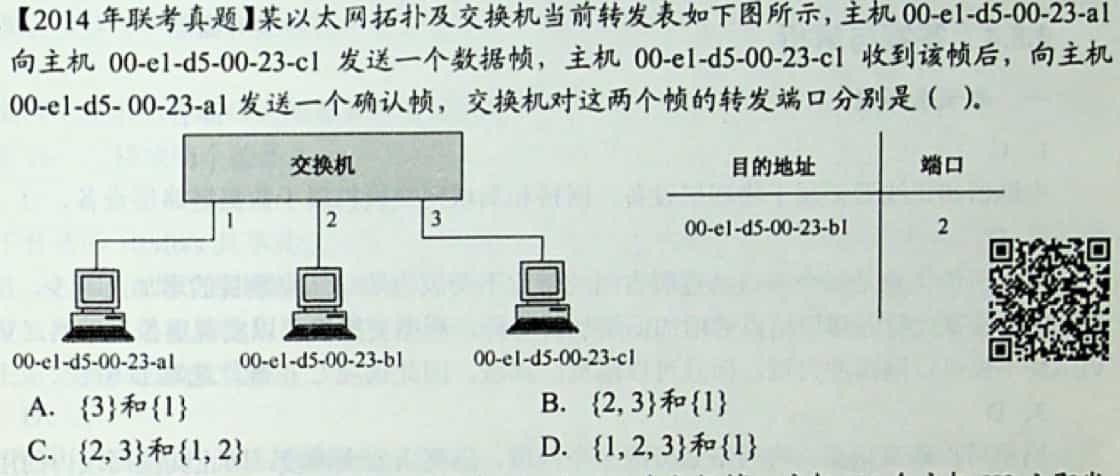 【2014年联考真题】某以太网拓扑及交换机当前转发表如下图所示，主机00-e1-d5-00-23-a1
向主机 00-e1-d5-00-23-c1 发送一个数据帧，主机 00-e1-d5-00-23-c1 收到该帧后，向主机
00-e1-d5- 00-23-a1 发送一个确认帧，交换机对这两个帧的转发端口分别是（ ）。
交换机
目的地址 端口
1 2 3
00-e1-d5-00-23-b1 2
00-e1-d5-00-23-a1 00-e1-d5-00-23-b1 00-e1-d5-00-23-c1
A. {3}和{1} B. {2, 3}和{1}
C. {2, 3}和{1, 2} D. {1, 2, 3}和{1}